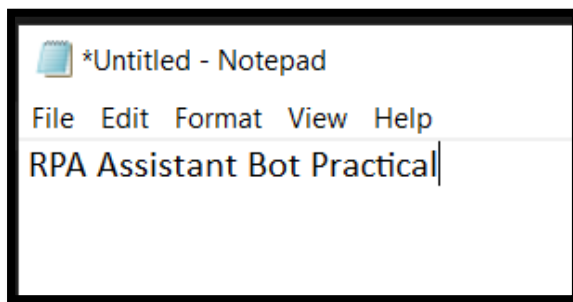 *Untitled - Notepad
File Edit Format View Help
RPA Assistant Bot Practical